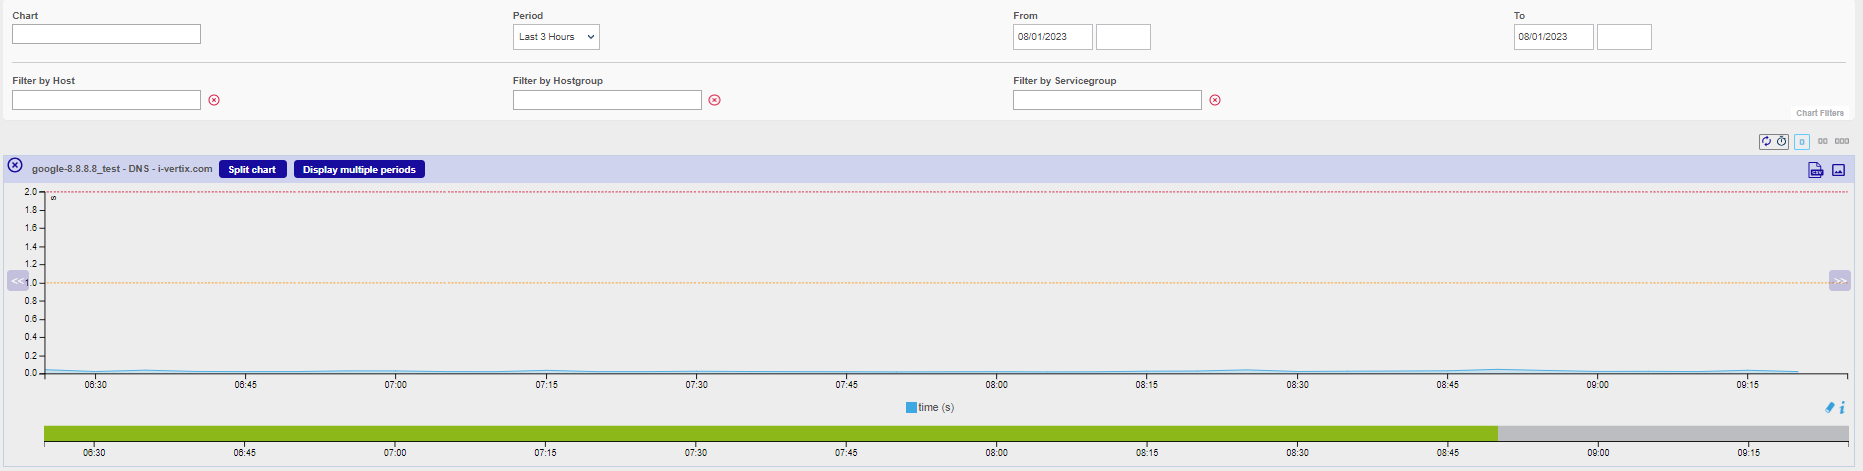 Chart Period From To
Last 3 Hours 08/01/2023 08/01/2023
Filter by Host Filter by Hostgroup Filter by Servicegroup
Chart Filters
google-8.8.8.8_test - DNS - i-vertix.com Split chart Display multiple periods
CSV
2.0
s
1.8
1.6
1.4
1.2
<< 1.0 >>
0.8
0.6
0.4
0.2
0.0
06:30 06:45 07:00 07:15 07:30 07:45 08:00 08:15 08:30 08:45 09:00 09:15
time (s)
06:30 06:45 07:00 07:15 07:30 07:45 08:00 08:15 08:30 08:45 09:00 09:15